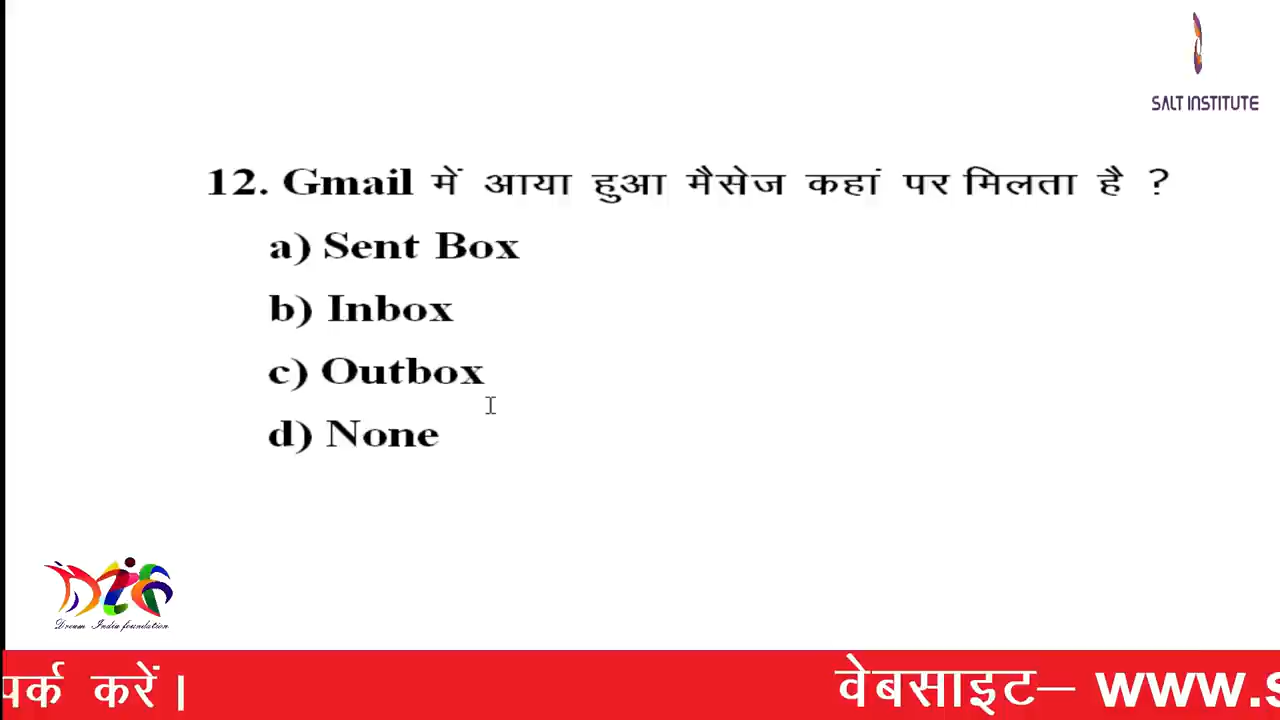 SALT INSTITUTE
12. Gmail में आया हुआ मैसेज कहां पर मिलता है ?
a) Sent Box
b) Inbox
c) Outbox
d) None
Dream India foundation
पर्क करें। वेबसाइट– www.s